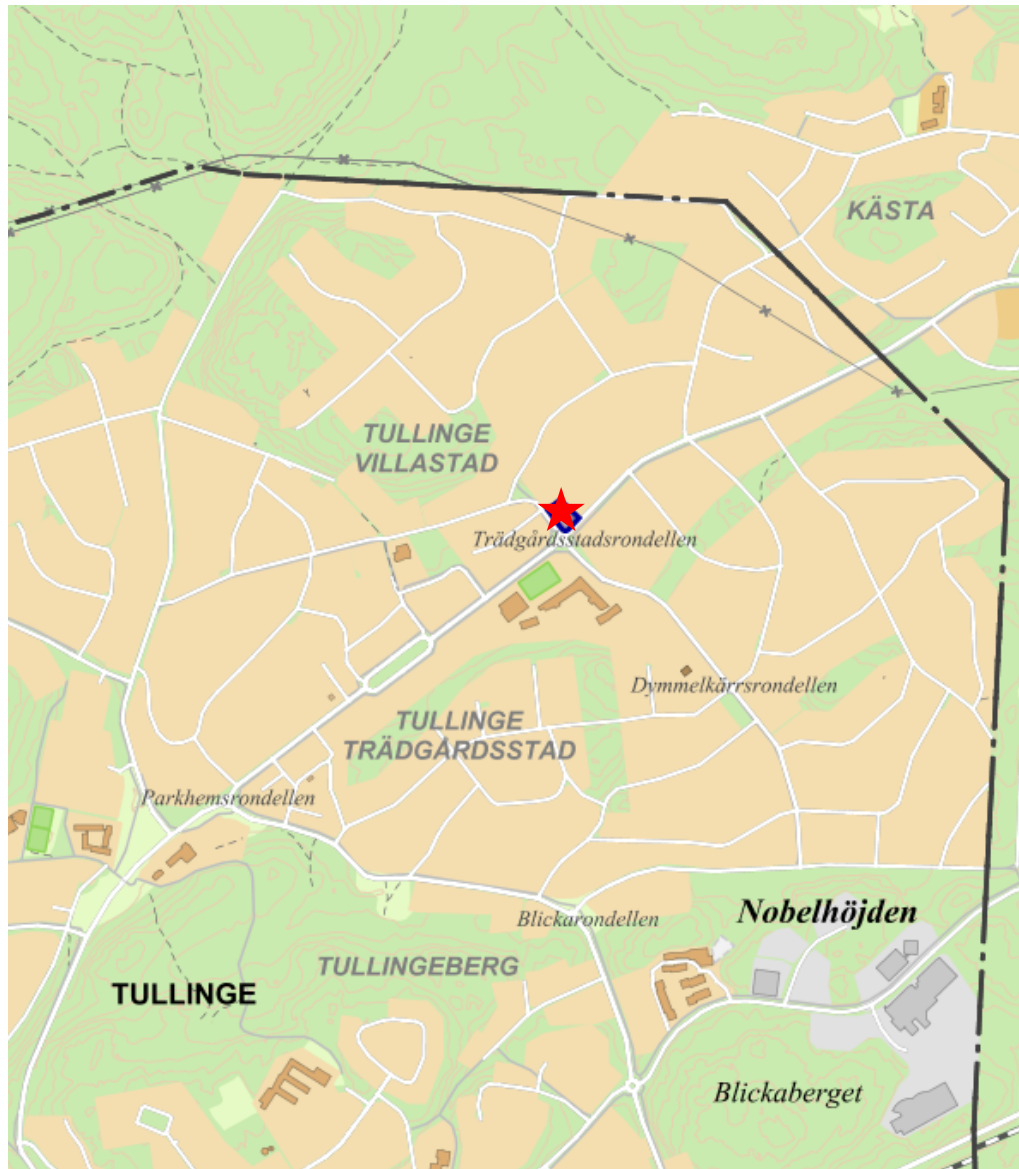 KÄSTA
TULLINGE
VILLASTAD
Trädgårdsstadsrondellen
Dymmelkärrsrondellen
TULLINGE
TRÄDGÅRDSSTAD
Parkhemsrondellen
Nobelhöjden
Blickarondellen
TULLINGEBERG
TULLINGE
Blickaberget